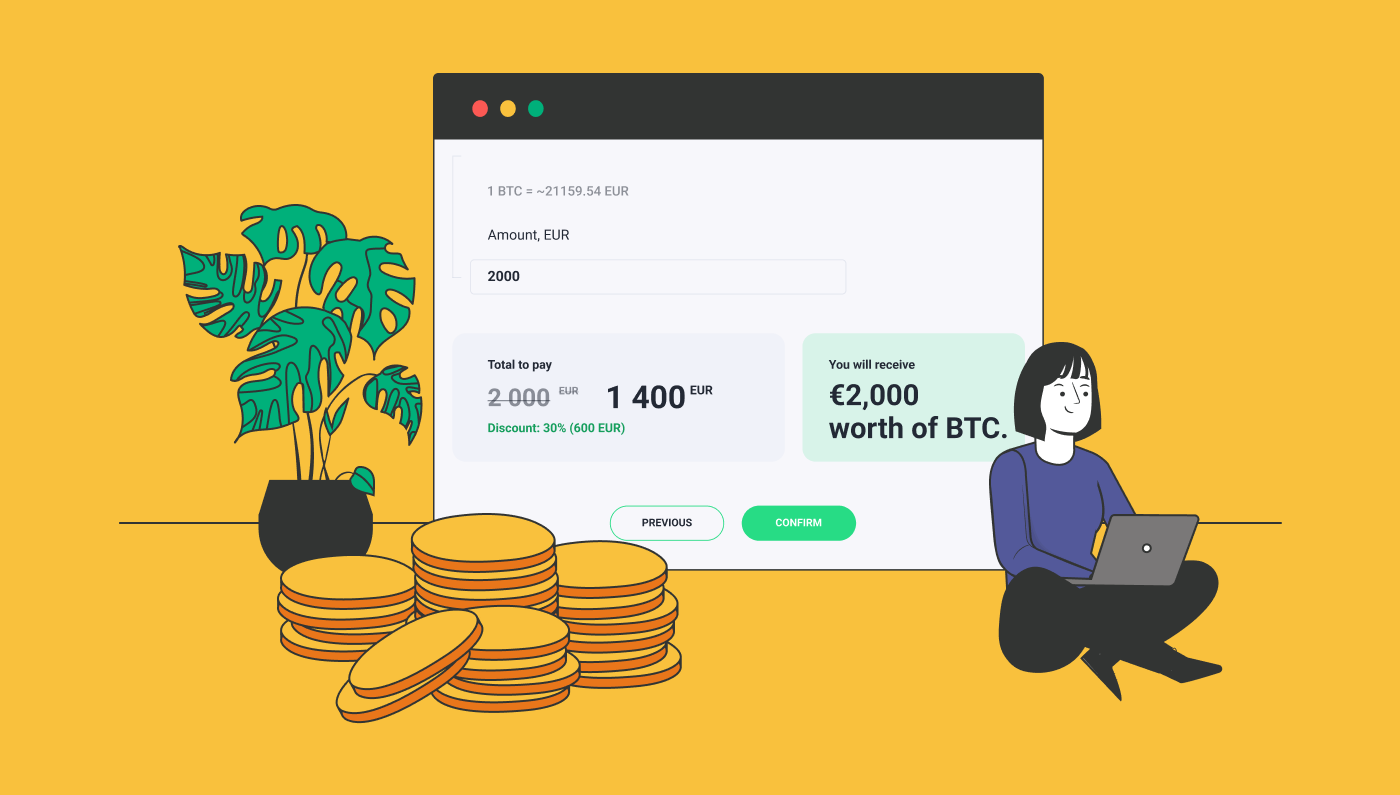 1 BTC = ~21159.54 EUR
Amount, EUR
2000
Total to pay
2 000 EUR 1 400 EUR
Discount: 30% (600 EUR)
You will receive
€2,000
worth of BTC.
PREVIOUS
CONFIRM